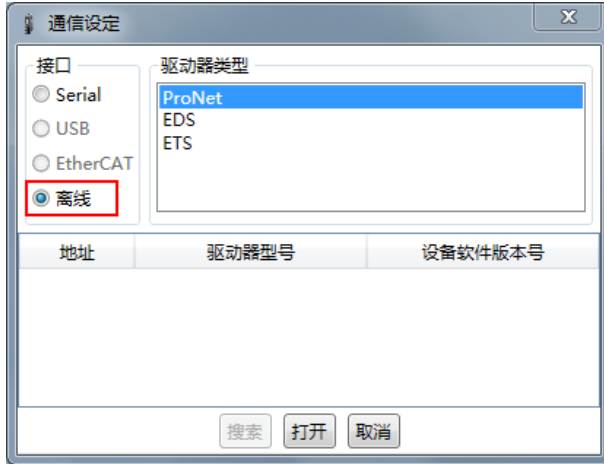 通信设定
接口
Serial
USB
EtherCAT
离线
驱动器类型
ProNet
EDS
ETS
地址 驱动器型号 设备软件版本号
搜索 打开 取消